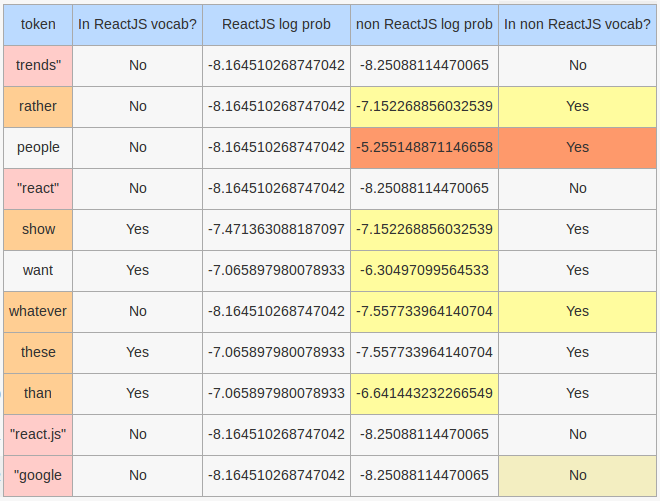 token In ReactJS vocab? ReactJS log prob non ReactJS log prob In non ReactJS vocab?
trends" No -8.164510268747042 -8.25088114470065 No
rather No -8.164510268747042 -7.152268856032539 Yes
people No -8.164510268747042 -5.255148871146658 Yes
"react" No -8.164510268747042 -8.25088114470065 No
show Yes -7.471363088187097 -7.152268856032539 Yes
want Yes -7.065897980078933 -6.30497099564533 Yes
whatever No -8.164510268747042 -7.557733964140704 Yes
these Yes -7.065897980078933 -7.557733964140704 Yes
than Yes -7.065897980078933 -6.641443232266549 Yes
"react.js" No -8.164510268747042 -8.25088114470065 No
"google No -8.164510268747042 -8.25088114470065 No